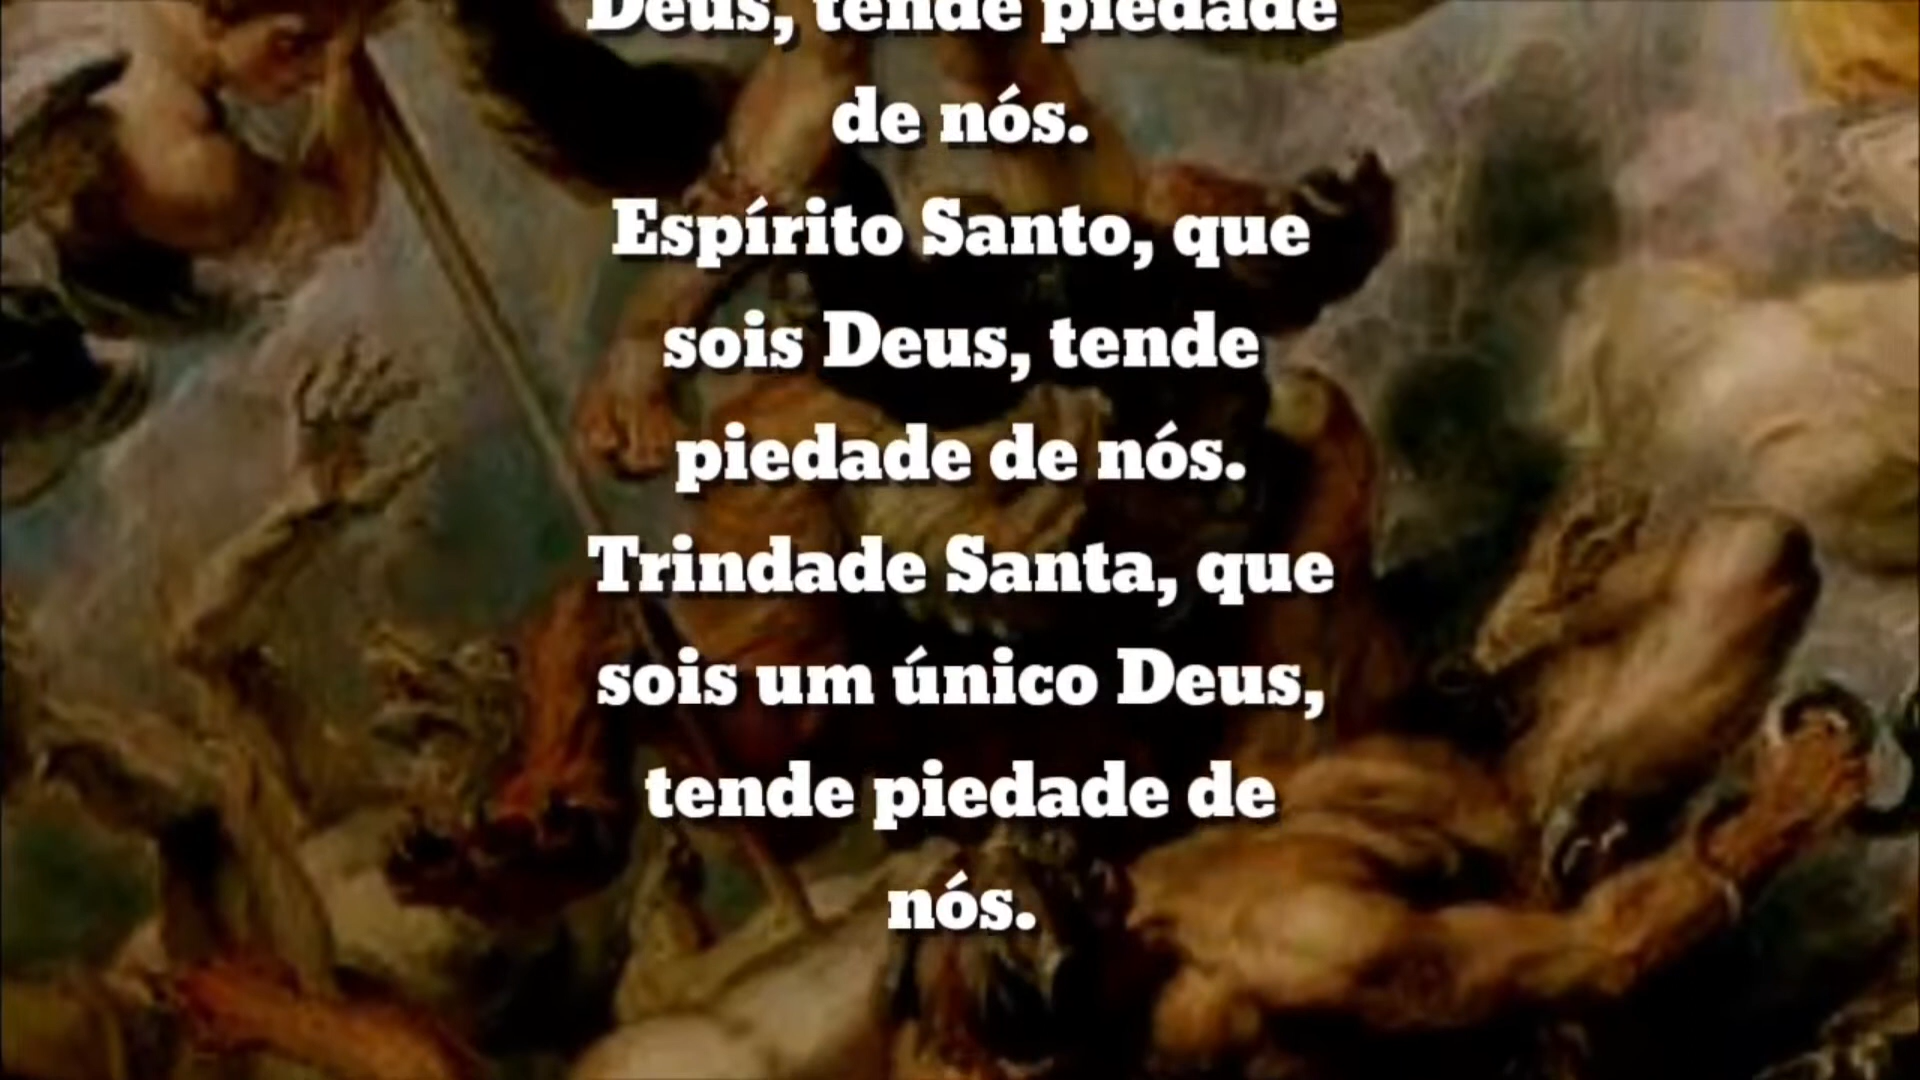 Deus, tende piedade
de nós.
Espírito Santo, que
sois Deus, tende
piedade de nós.
Trindade Santa, que
sois um único Deus,
tende piedade de
nós.